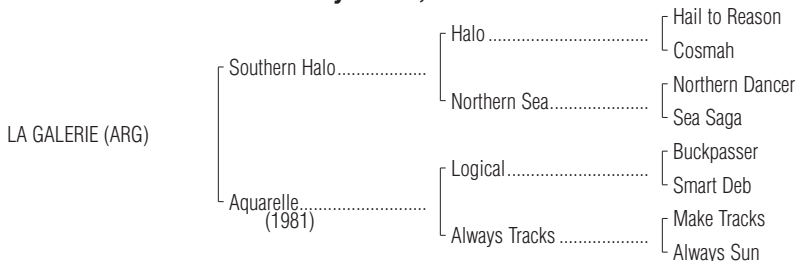 Hail to Reason
Halo ....................................
Cosmah
Southern Halo...................
Northern Dancer
Northern Sea......................
Sea Saga
LA GALERIE (ARG)
Buckpasser
Logical................................
Smart Deb
Aquarelle...........................
(1981)
Make Tracks
Always Tracks ....................
Always Sun